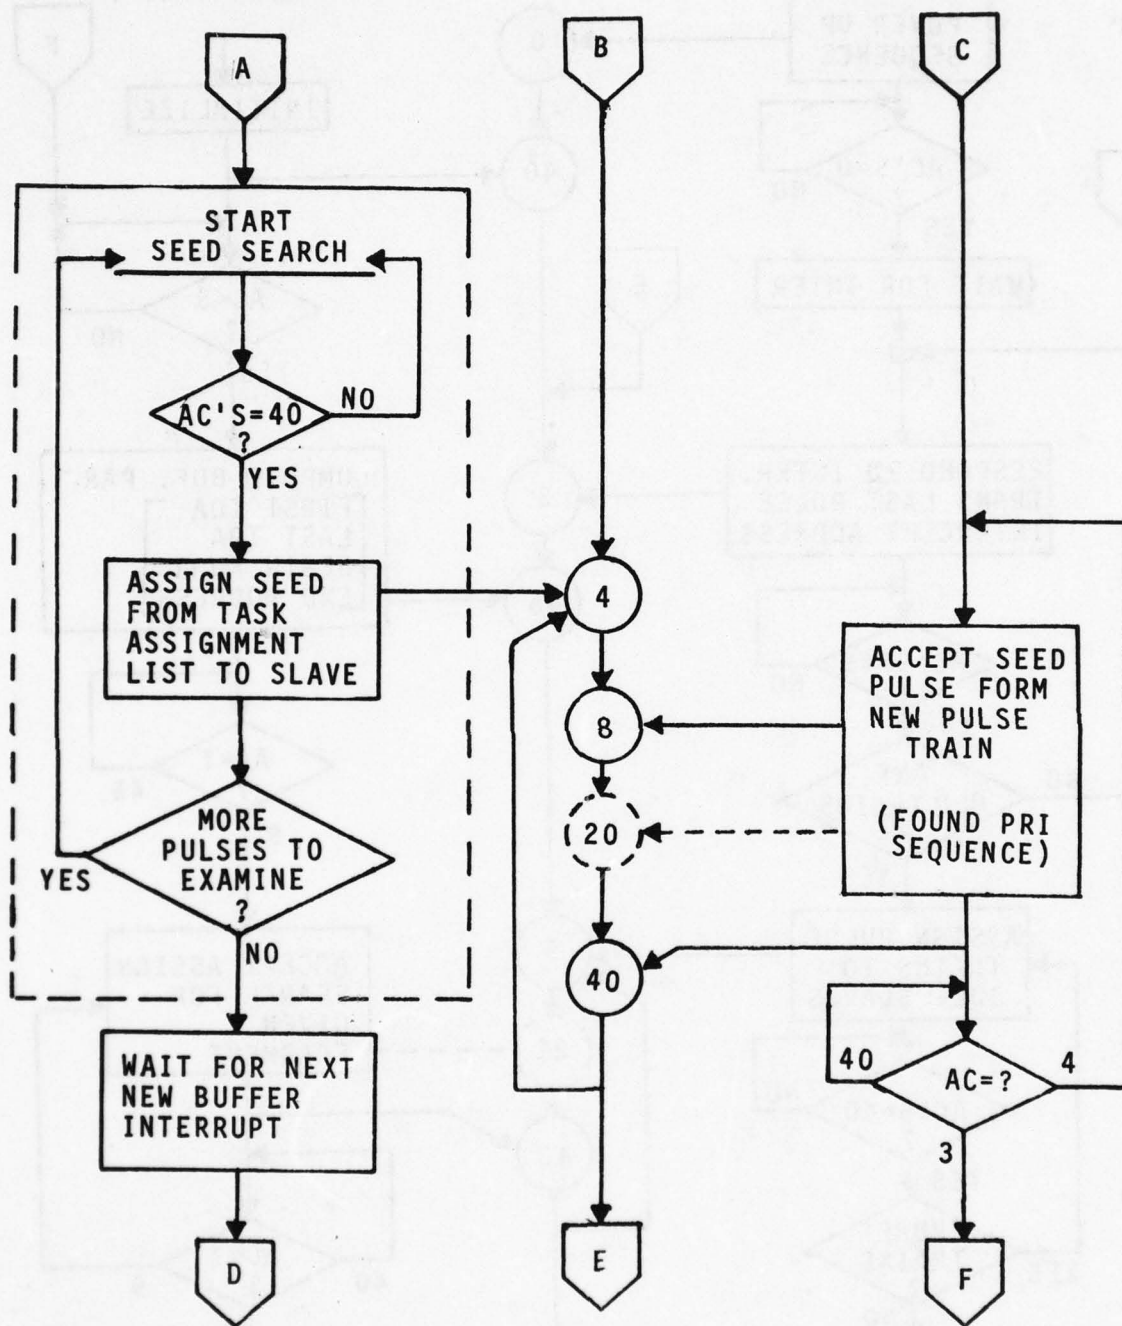 A
B
C
START
SEED SEARCH
AC'S=40
?
NO
YES
ASSIGN SEED
FROM TASK
ASSIGNMENT
LIST TO SLAVE
MORE
PULSES TO
EXAMINE
?
YES
NO
WAIT FOR NEXT
NEW BUFFER
INTERRUPT
D
4
8
20
40
E
ACCEPT SEED
PULSE FORM
NEW PULSE
TRAIN
(FOUND PRI
SEQUENCE)
40
AC=?
4
3
F